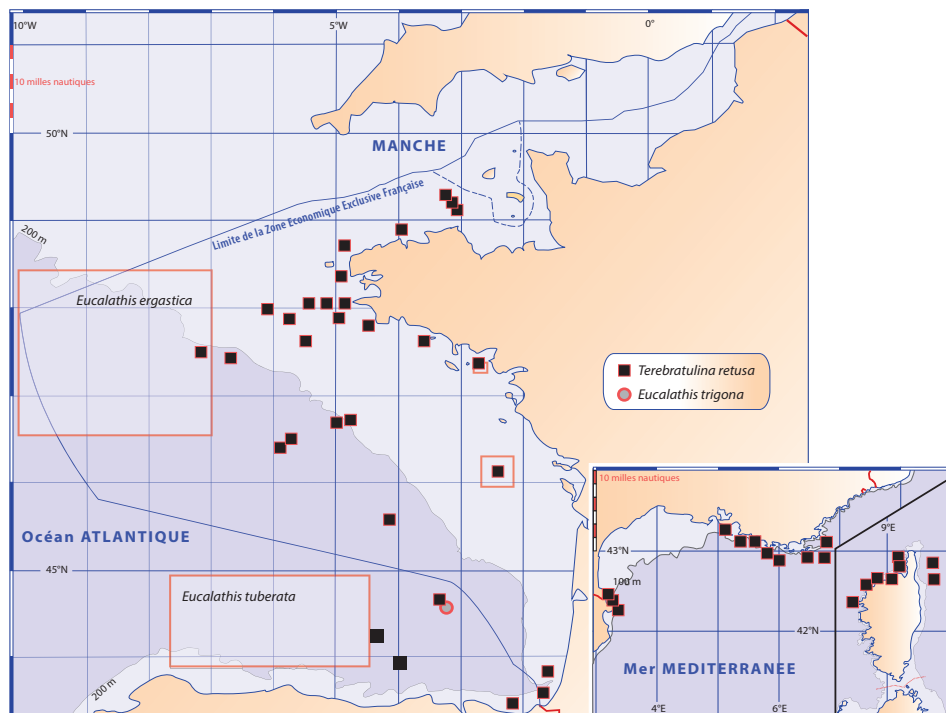 10°W
5°W
0°
10 milles nautiques
50°N
MANCHE
Limite de la Zone Economique Exclusive Française
200 m
Eucalathis ergastica
Terebratulina retusa
Eucalathis trigona
10 milles nautiques
Océan ATLANTIQUE
9°E
43°N
45°N
100 m
Eucalathis tuberata
42°N
Mer MEDITERRANEE
200 m
4°E
6°E